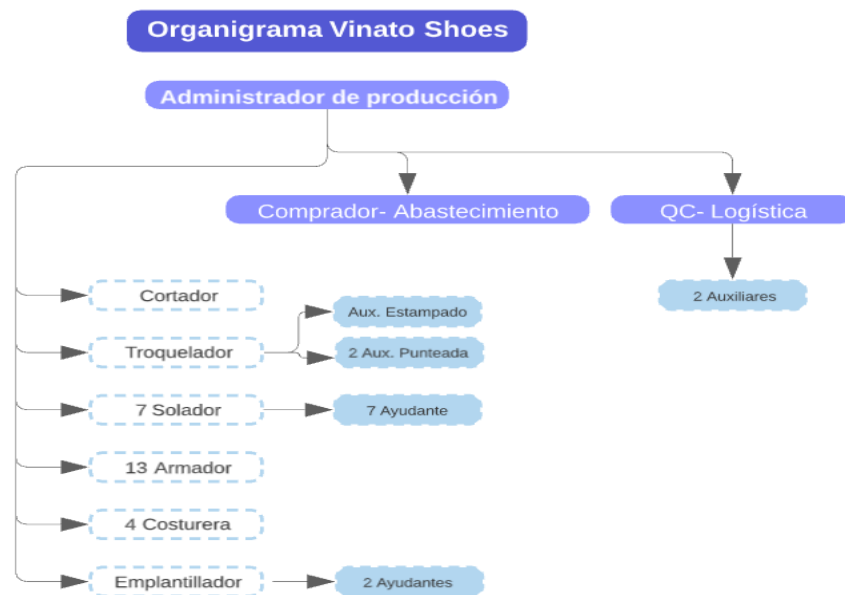 Organigrama Vinato Shoes
Administrador de producción
Comprador- Abastecimiento
QC- Logística
Cortador
Aux. Estampado
2 Auxiliares
Troquelador
2 Aux. Punteada
7 Solador
7 Ayudante
13 Armador
4 Costurera
Emplantillador
2 Ayudantes